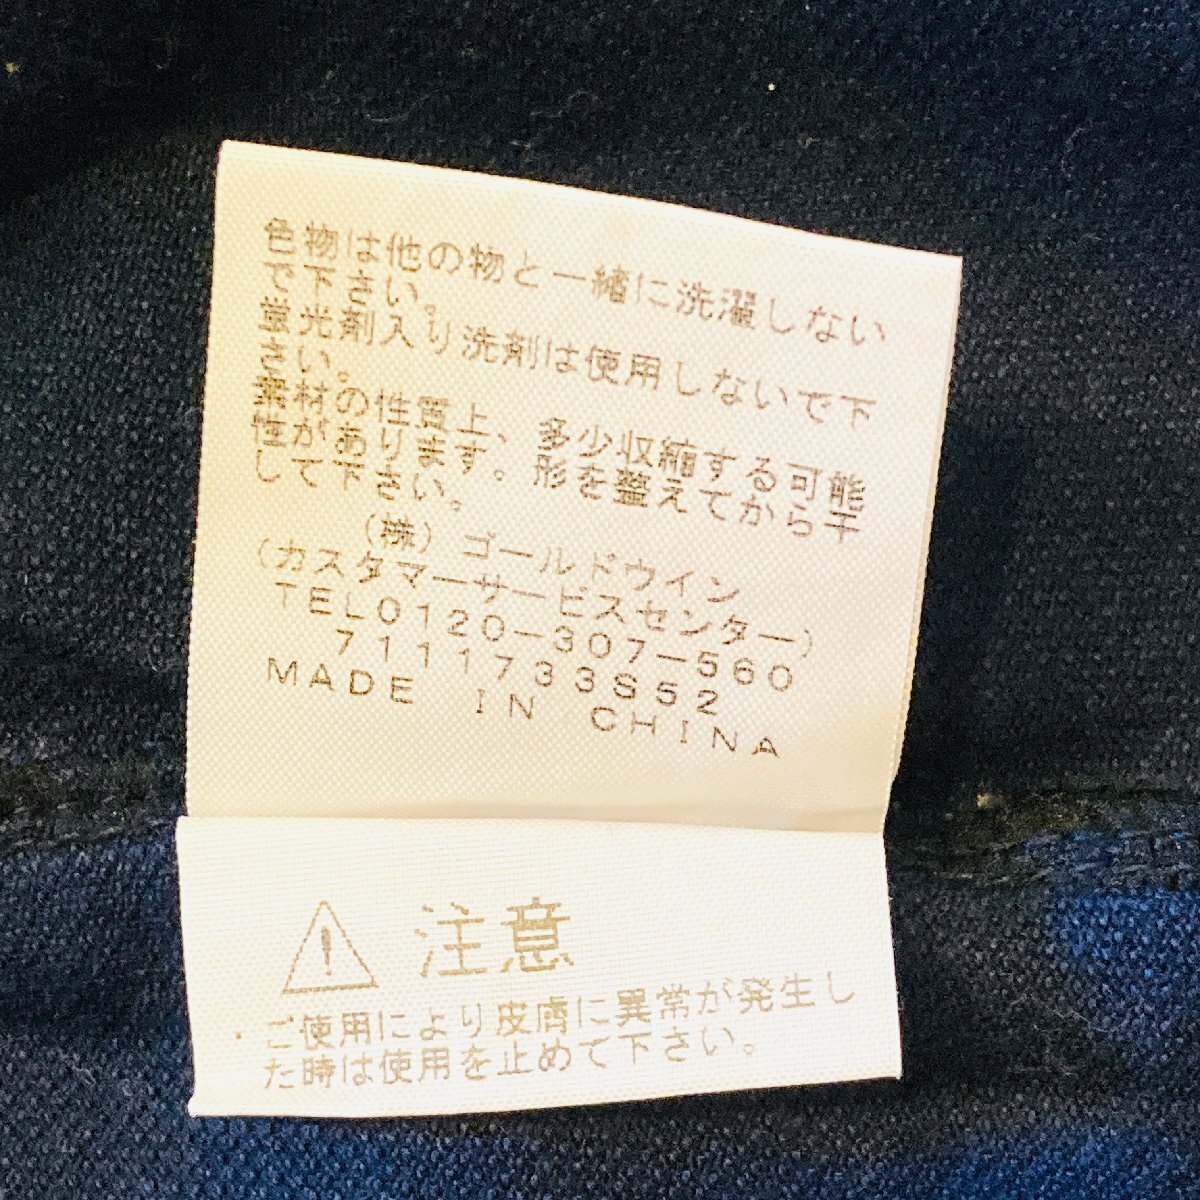 色物は他の物と一緒に洗濯しない
で下さい。
蛍光剤入り洗剤は使用しないで下
さい。
素材の性質上、多少収縮する可能
性があります。形を整えてから干
して下さい。
(株)ゴールドウイン
(カスタマーサービスセンター)
TEL0120-307-560
7111733S52
MADE IN CHINA
注意
・ご使用により皮膚に異常が発生し
た時は使用を止めて下さい。